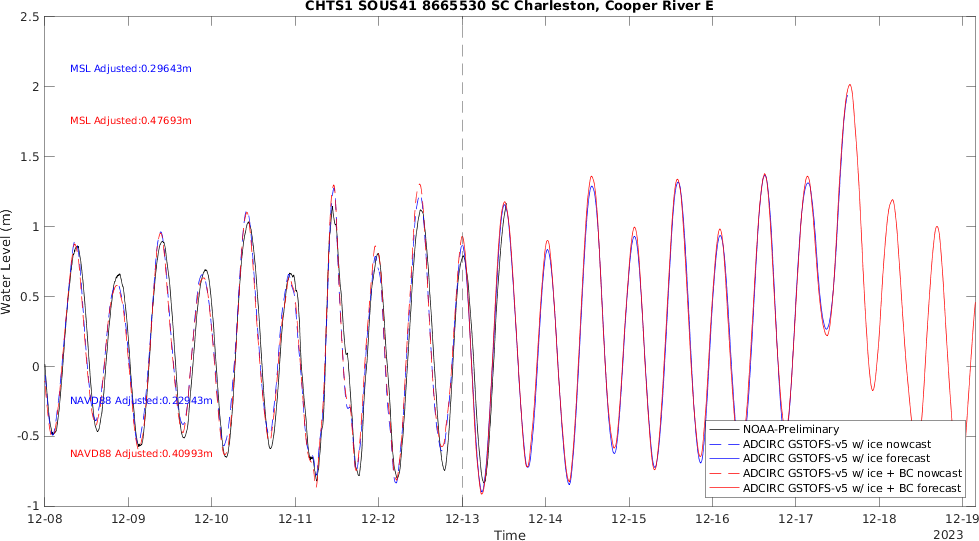 CHTS1 SOUS41 8665530 SC Charleston, Cooper River E
2.5
2
1.5
1
0.5
0
-0.5
-1
Water Level (m)
MSL Adjusted:0.29643m
MSL Adjusted:0.47693m
NAVD88 Adjusted:0.22943m
NAVD88 Adjusted:0.40993m
NOAA-Preliminary
ADCIRC GSTOFS-v5 w/ ice nowcast
ADCIRC GSTOFS-v5 w/ ice forecast
ADCIRC GSTOFS-v5 w/ ice + BC nowcast
ADCIRC GSTOFS-v5 w/ ice + BC forecast
12-08 12-09 12-10 12-11 12-12 12-13 12-14 12-15 12-16 12-17 12-18 12-19
Time
2023